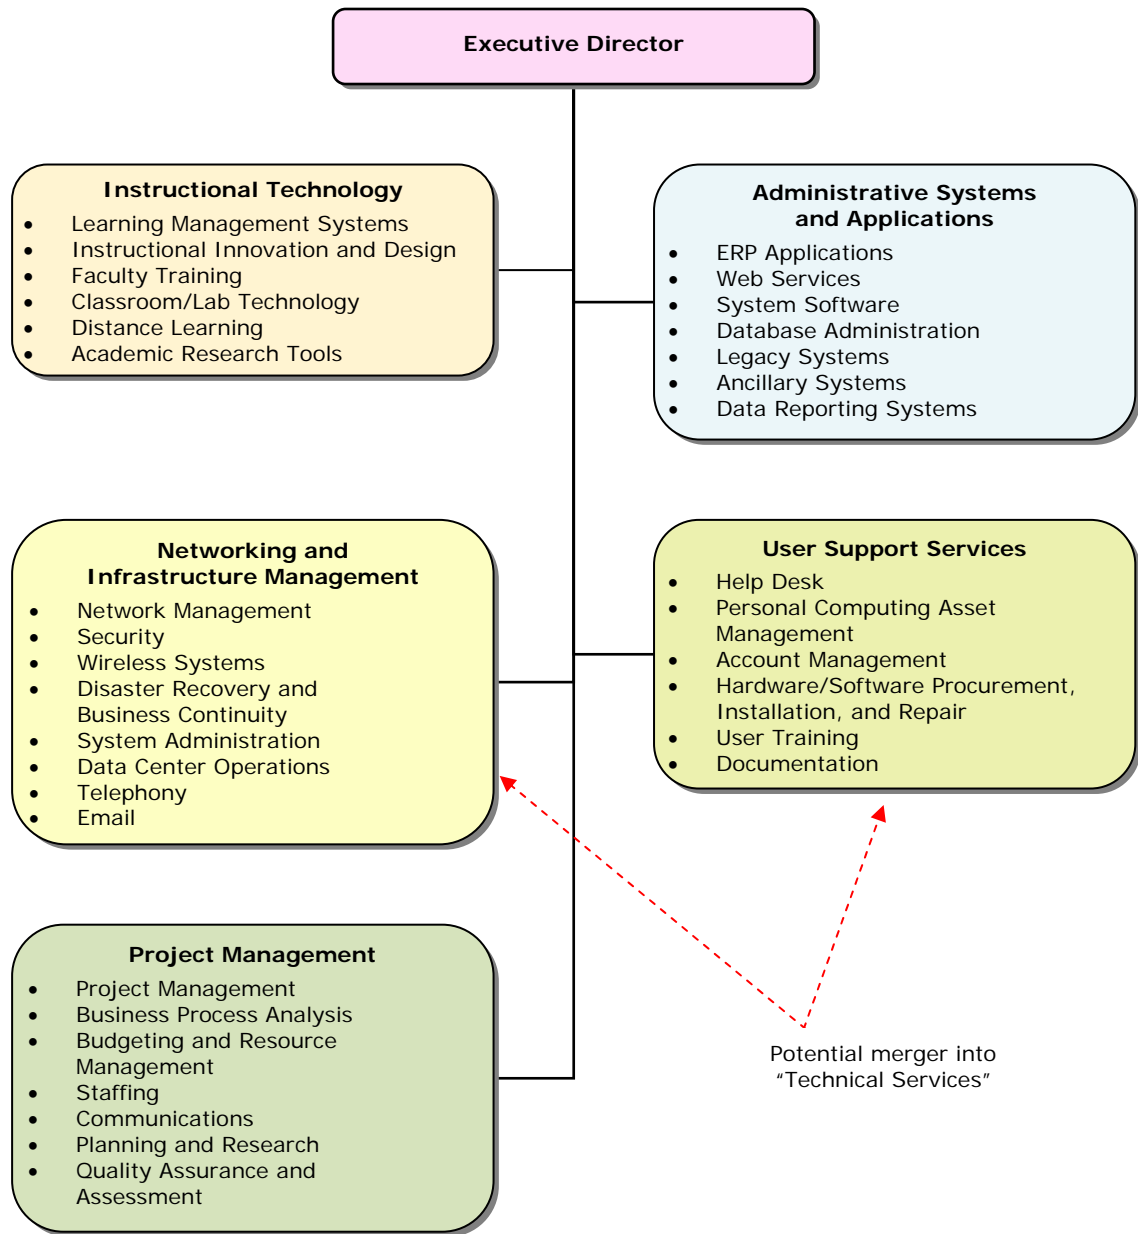 Executive Director
Instructional Technology
• Learning Management Systems
• Instructional Innovation and Design
• Faculty Training
• Classroom/Lab Technology
• Distance Learning
• Academic Research Tools
Administrative Systems
and Applications
• ERP Applications
• Web Services
• System Software
• Database Administration
• Legacy Systems
• Ancillary Systems
• Data Reporting Systems
Networking and
Infrastructure Management
• Network Management
• Security
• Wireless Systems
• Disaster Recovery and
Business Continuity
• System Administration
• Data Center Operations
• Telephony
• Email
User Support Services
• Help Desk
• Personal Computing Asset
Management
• Account Management
• Hardware/Software Procurement,
Installation, and Repair
• User Training
• Documentation
Project Management
• Project Management
• Business Process Analysis
• Budgeting and Resource
Management
• Staffing
• Communications
• Planning and Research
• Quality Assurance and
Assessment
Potential merger into
“Technical Services”